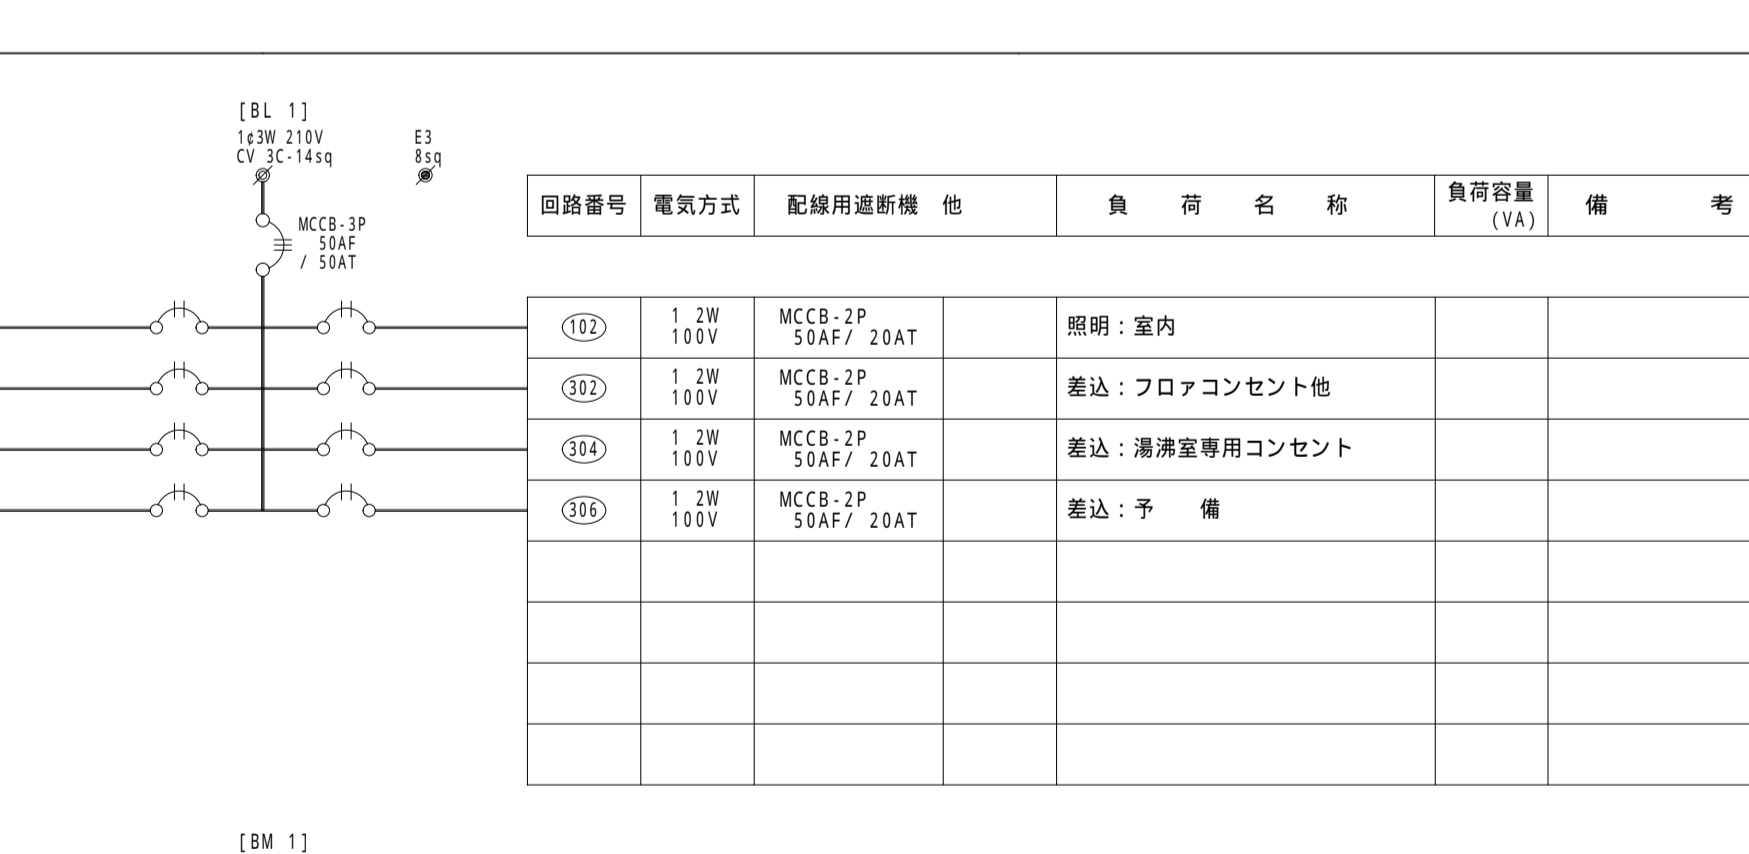 [BL 1]
1¢3W 210V
CV 3C-14sq
E3
8sq
MCCB-3P
50AF
/ 50AT
回路番号 電気方式 配線用遮断機 他 負 荷 名 称 負荷容量 備 考
(VA)
102 1 2W MCCB-2P 照明：室内
100V 50AF/ 20AT
302 1 2W MCCB-2P 差込：フロァコンセント他
100V 50AF/ 20AT
304 1 2W MCCB-2P 差込：湯沸室専用コンセント
100V 50AF/ 20AT
306 1 2W MCCB-2P 差込：予 備
100V 50AF/ 20AT
[BM 1]